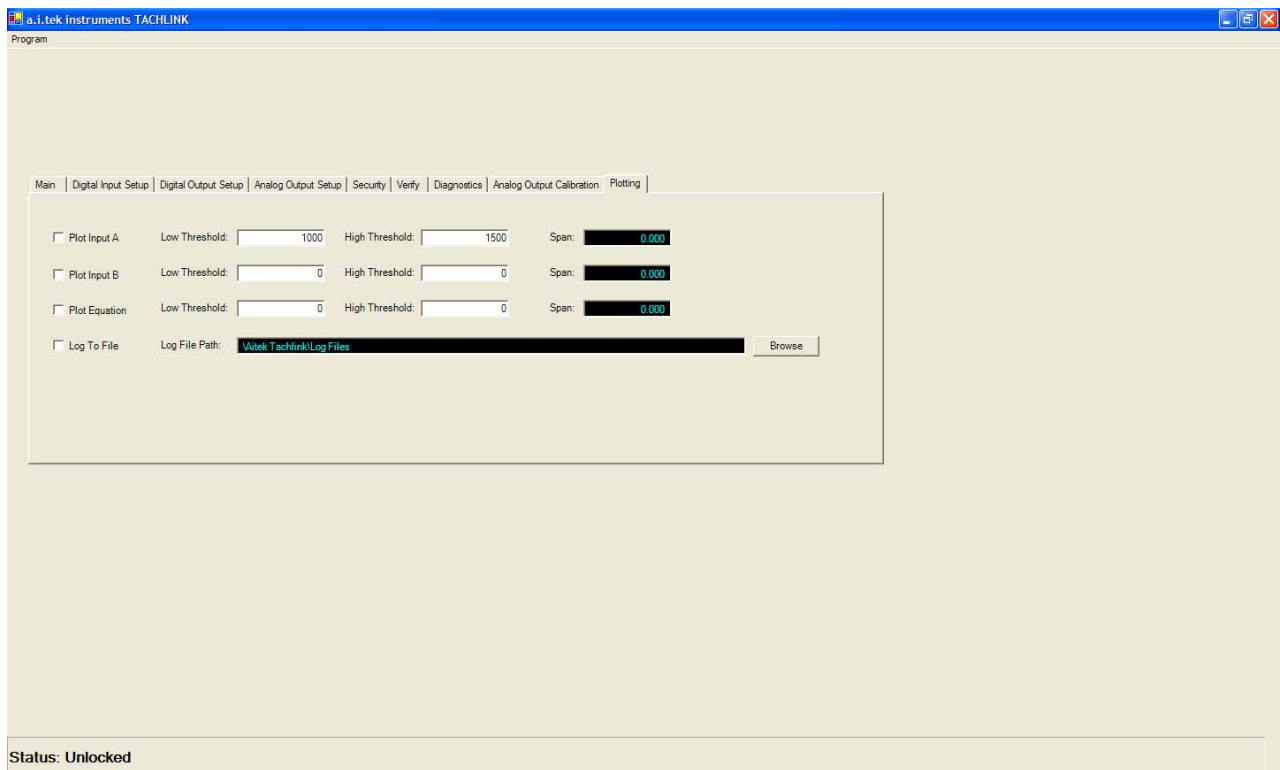 a.i.tek instruments TACHLINK
Program
Main Digital Input Setup Digital Output Setup Analog Output Setup Security Verify Diagnostics Analog Output Calibration Plotting
Plot Input A Low Threshold: 1000 High Threshold: 1500 Span: 0.000
Plot Input B Low Threshold: 0 High Threshold: 0 Span: 0.000
Plot Equation Low Threshold: 0 High Threshold: 0 Span: 0.000
Log To File Log File Path: \Aitek Tachlink\Log Files Browse
Status: Unlocked